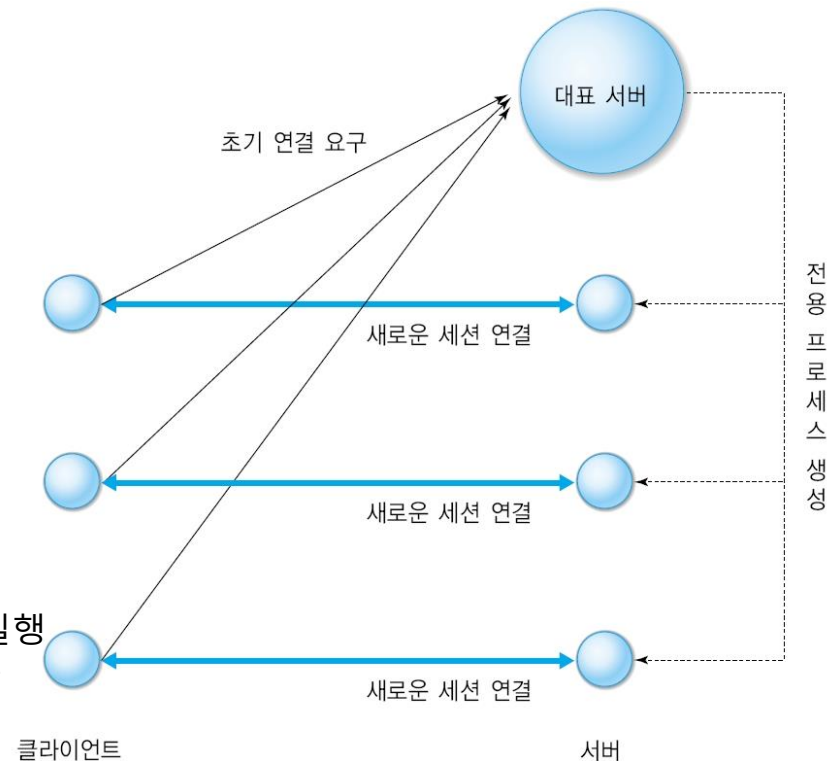 대표 서버
초기 연결 요구
새로운 세션 연결
전용 프로세스 생성
새로운 세션 연결
실행
새로운 세션 연결
클라이언트
서버